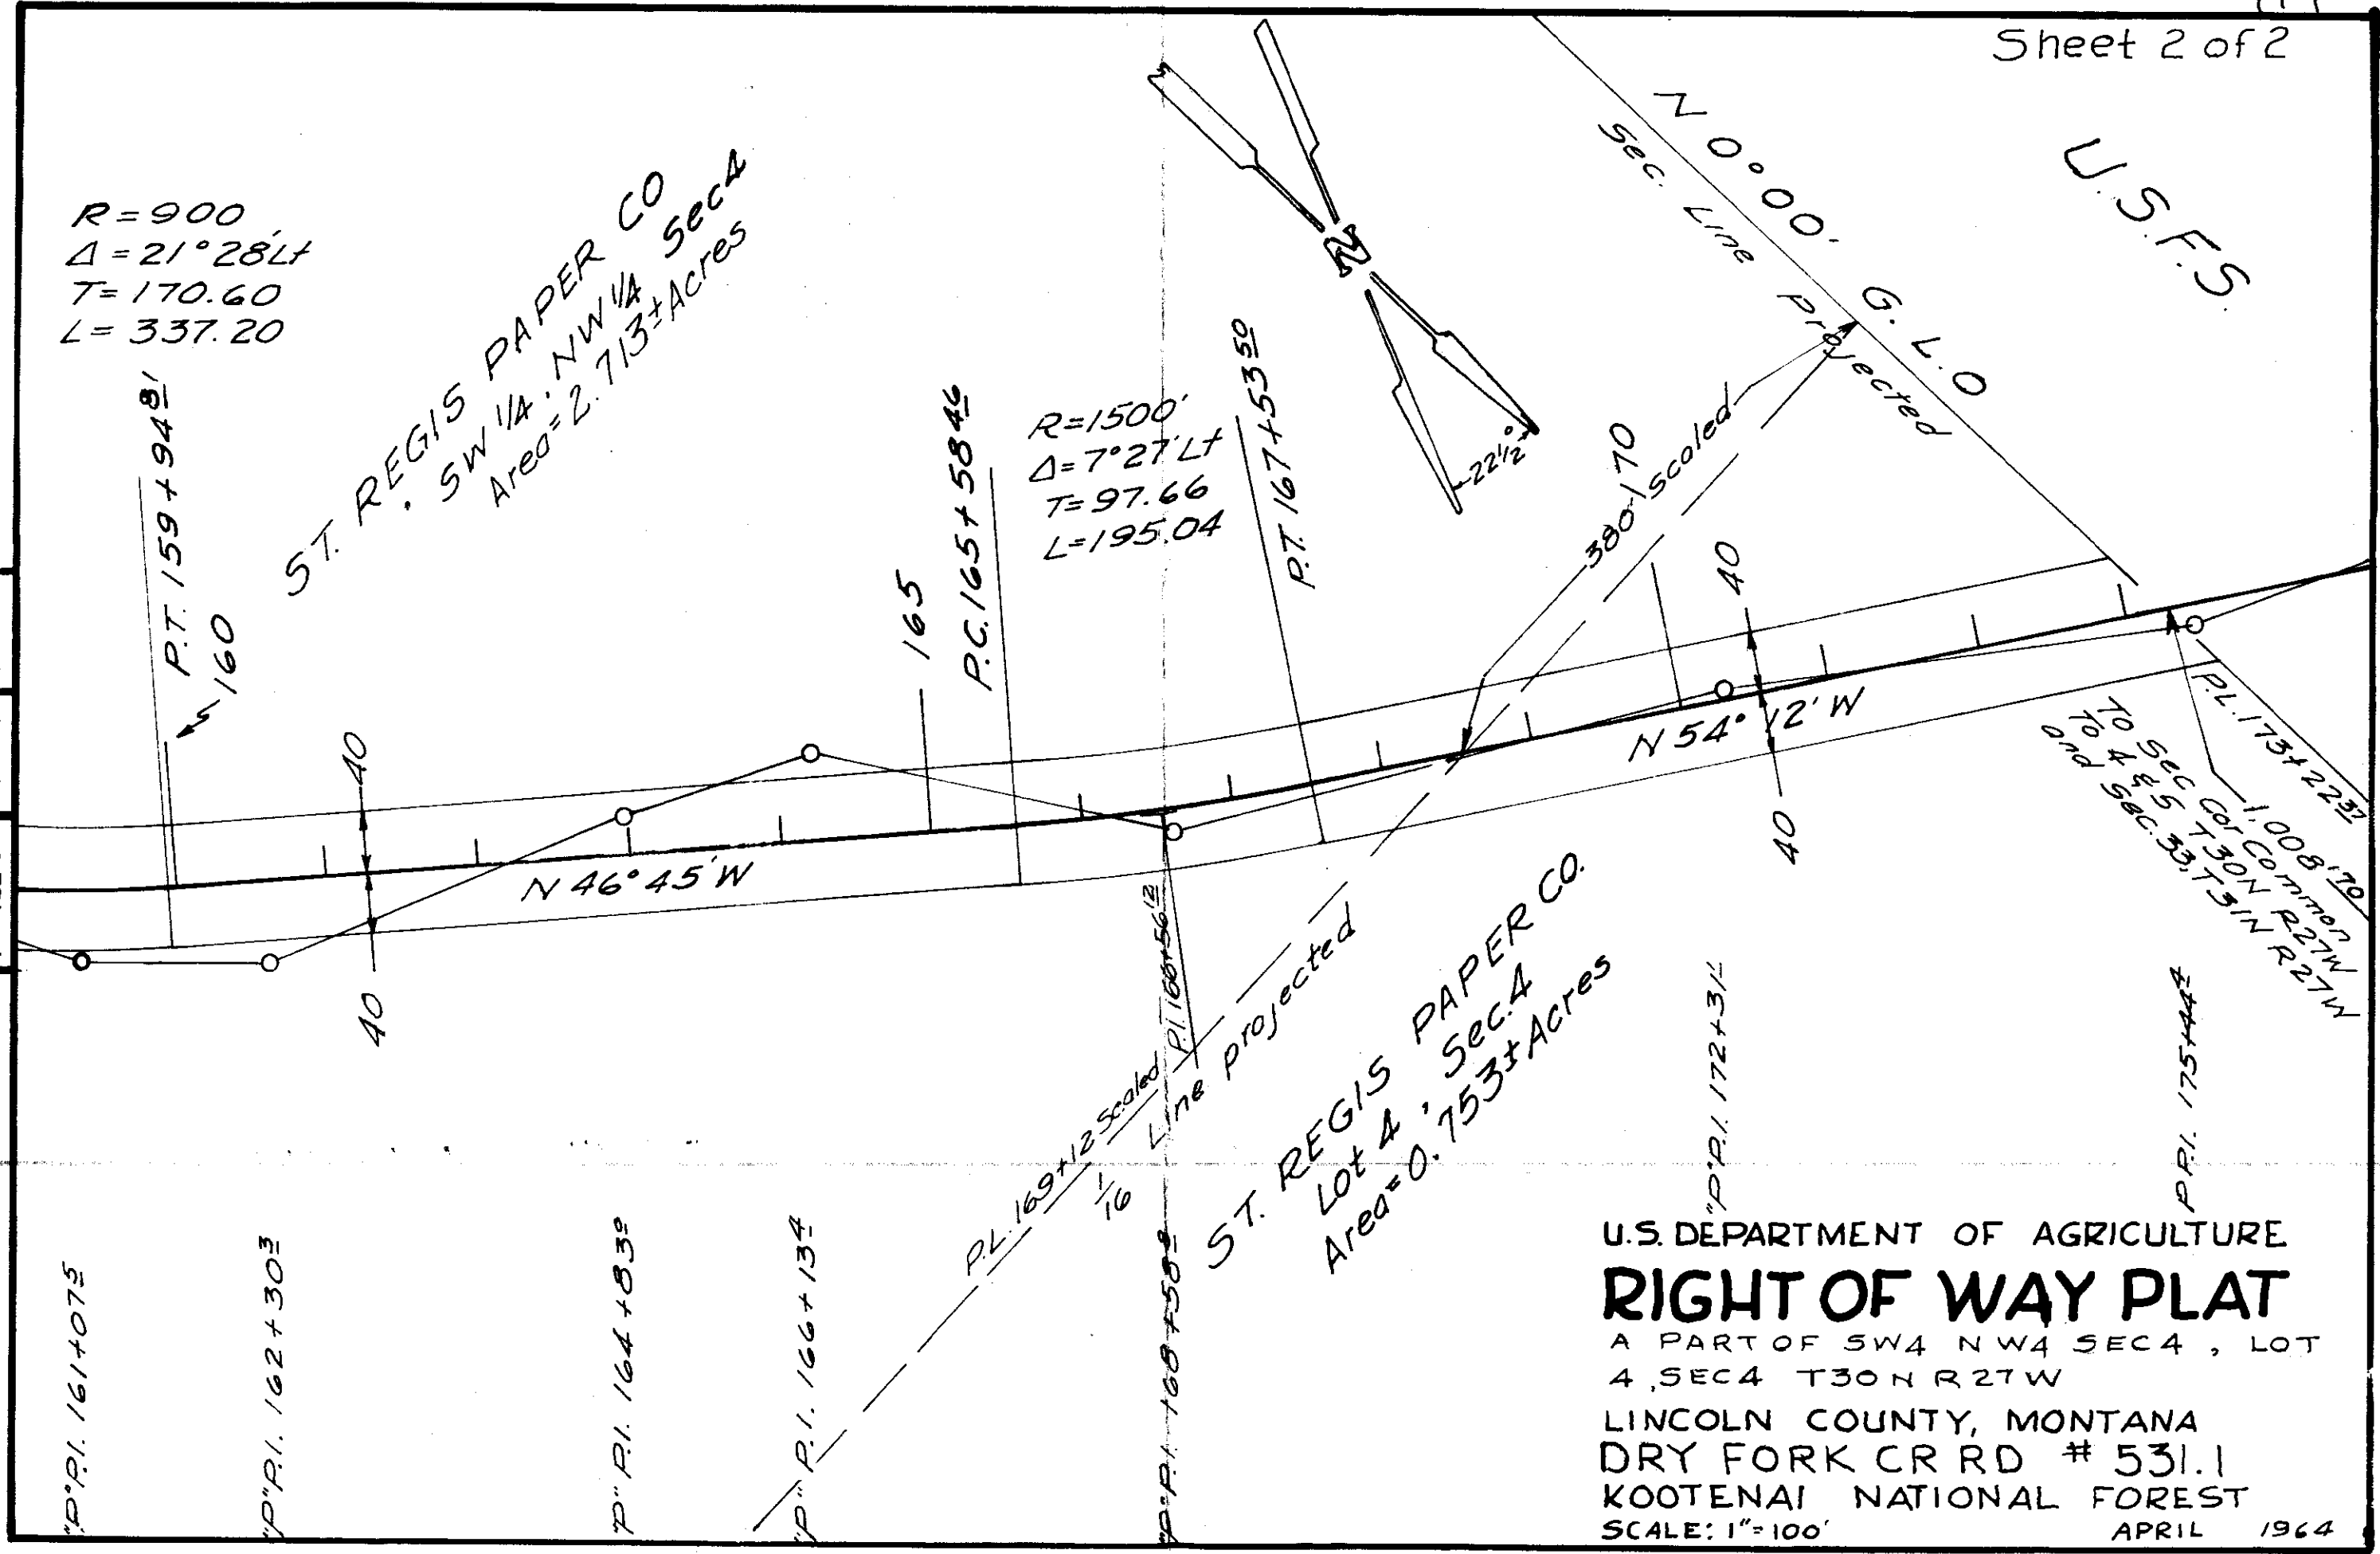 Sheet 2 of 2
R=900'
Δ=21°28'Lt
T=170.60
L=337.20
ST. REGIS PAPER CO
SW 1/4 · NW 1/4 Sec4
Area=2.713±Acres
P.T. 159+94 81
160
165
P.C. 165+58 46
R=1500'
Δ=7°27'Lt
T=97.66
L=195.04
P.T. 167+53 50
N
22 1/2°
N 0°00' G.L.O
Sec. Line Projected
U.S.F.S.
380' scaled
170
40
40
40
40
N 46°45'W
N 54°12'W
P.L. 173+22 37
1,008' 70
To Sec Cor Common
To 4 & 5 T30N R27W
and Sec. 33, T31N R27W
P.I. 166+56 12
P.L. 169+12 Scaled
1/16 Line projected
ST. REGIS PAPER CO.
Lot 4, Sec.4
Area=0.753±Acres
"P"P.I. 161+07 5
"P"P.I. 162+30 3
"P" P.I. 164+83 9
"P" P.I. 166+13 4
"P"P.I. 168+58 8
"P"P.I. 172+31
P P.I. 175+44
U.S. DEPARTMENT OF AGRICULTURE
RIGHT OF WAY PLAT
A PART OF SW4 NW4 SEC4, LOT
4, SEC4 T30N R27W
LINCOLN COUNTY, MONTANA
DRY FORK CR RD # 531.1
KOOTENAI NATIONAL FOREST
SCALE: 1"=100' APRIL 1964